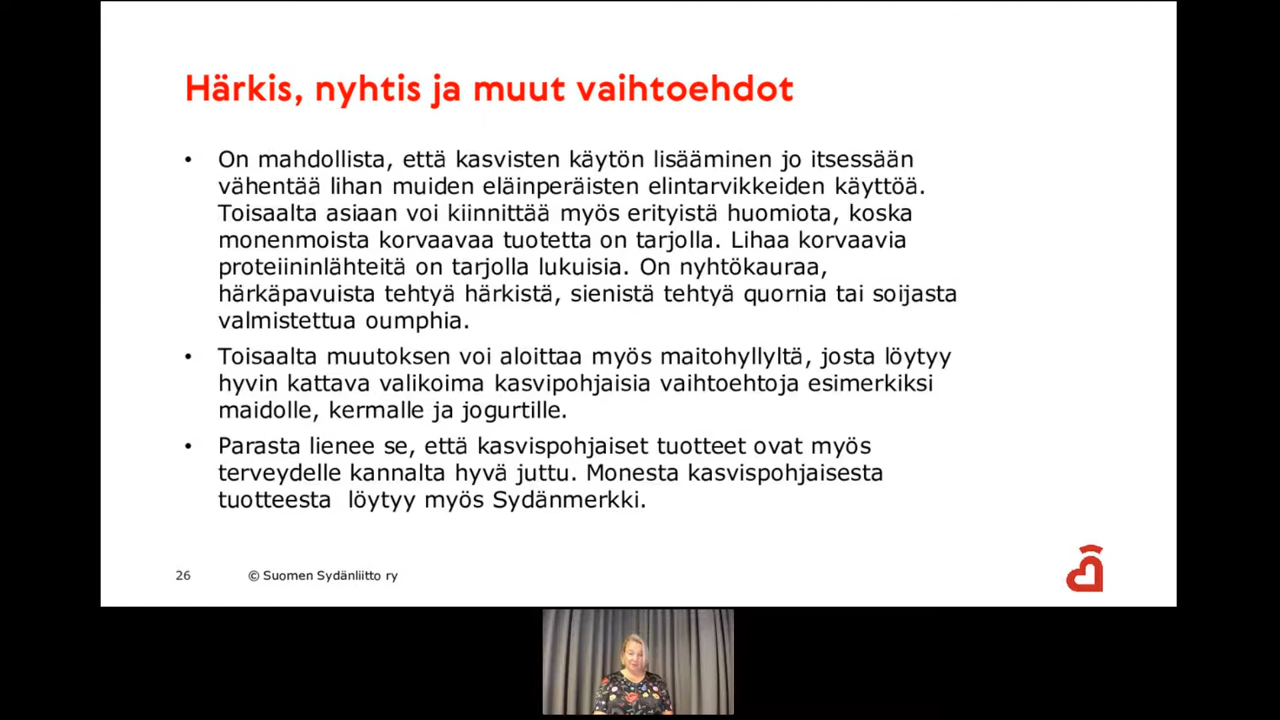 Härkis, nyhtis ja muut vaihtoehdot
• On mahdollista, että kasvisten käytön lisääminen jo itsessään
vähentää lihan muiden eläinperäisten elintarvikkeiden käyttöä.
Toisaalta asiaan voi kiinnittää myös erityistä huomiota, koska
monenmoista korvaavaa tuotetta on tarjolla. Lihaa korvaavia
proteiininlähteitä on tarjolla lukuisia. On nyhtökauraa,
härkäpavuista tehtyä härkistä, sienistä tehtyä quornia tai soijasta
valmistettua oumphia.
• Toisaalta muutoksen voi aloittaa myös maitohyllyltä, josta löytyy
hyvin kattava valikoima kasvipohjaisia vaihtoehtoja esimerkiksi
maidolle, kermalle ja jogurtille.
• Parasta lienee se, että kasvispohjaiset tuotteet ovat myös
terveydelle kannalta hyvä juttu. Monesta kasvispohjaisesta
tuotteesta  löytyy myös Sydänmerkki.
26 © Suomen Sydänliitto ry